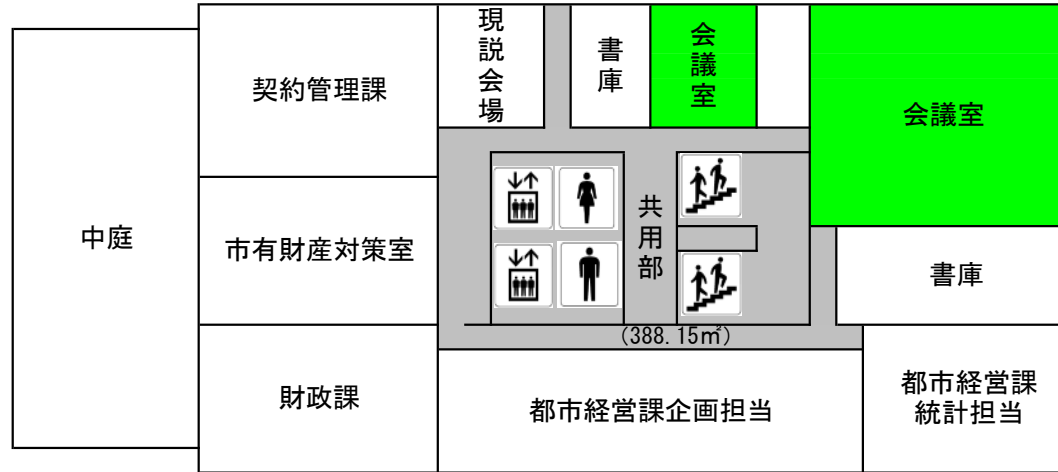 現説会場
書庫
会議室
契約管理課
会議室
中庭
市有財産対策室
共用部
書庫
(388.15㎡)
財政課
都市経営課企画担当
都市経営課
統計担当